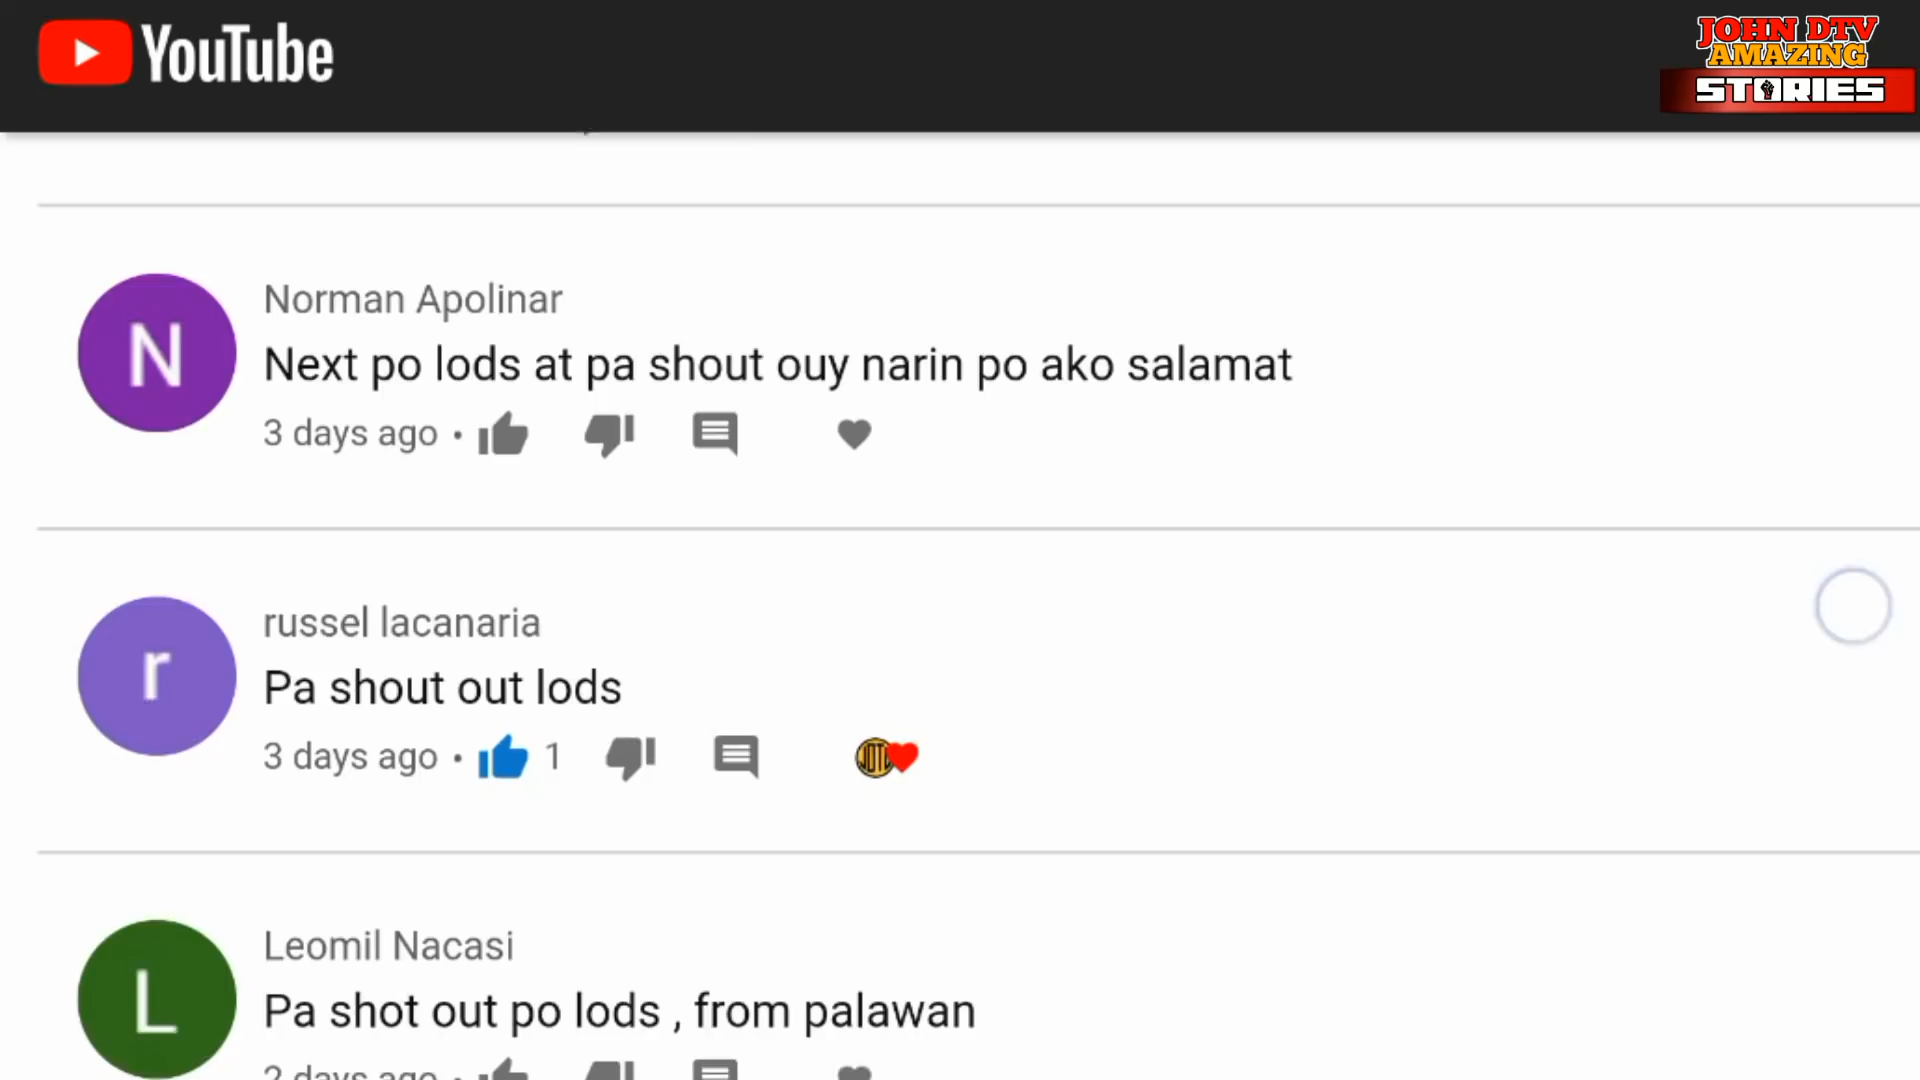 YouTube
JOHN DTV
AMAZING
STORIES
N
Norman Apolinar
Next po lods at pa shout ouy narin po ako salamat
3 days ago •
r
russel lacanaria
Pa shout out lods
3 days ago • 1
L
Leomil Nacasi
Pa shot out po lods , from palawan
days ago •